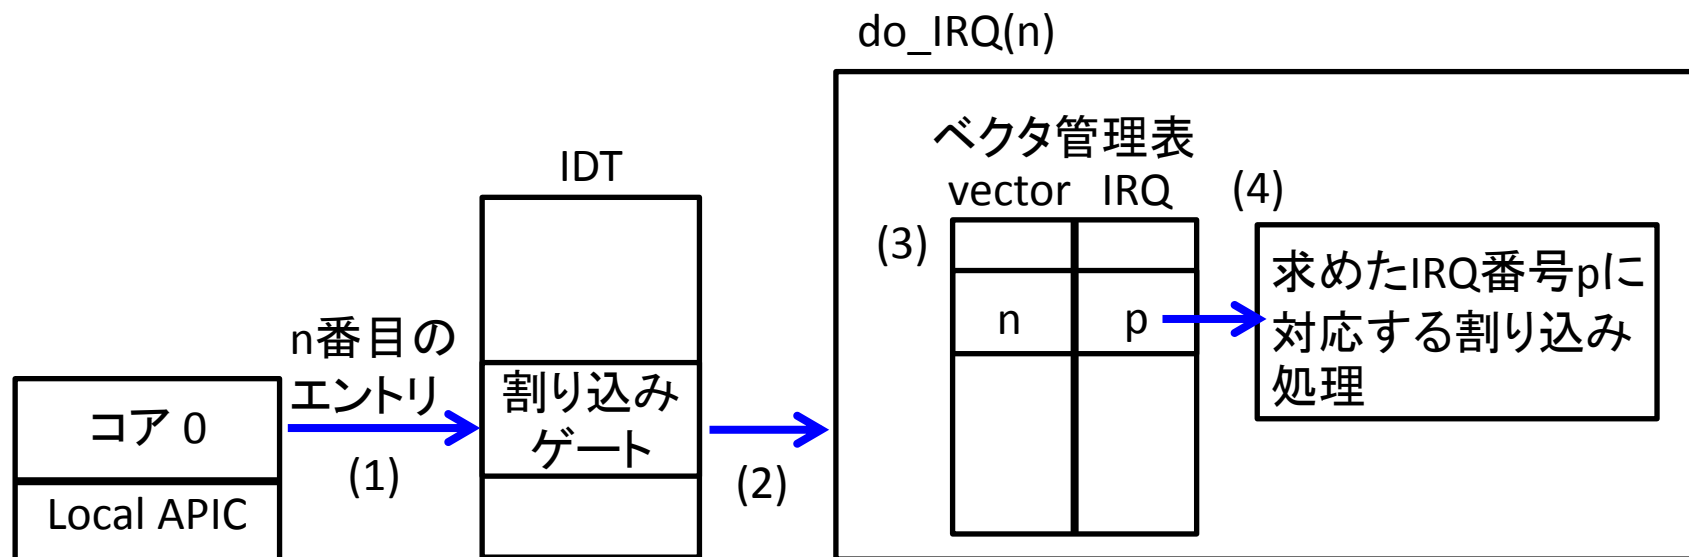 do_IRQ(n)
ベクタ管理表
vector IRQ
(3)
n p
(4)
求めたIRQ番号pに
対応する割り込み
処理
IDT
割り込み
ゲート
(2)
n番目の
エントリ
(1)
コア 0
Local APIC